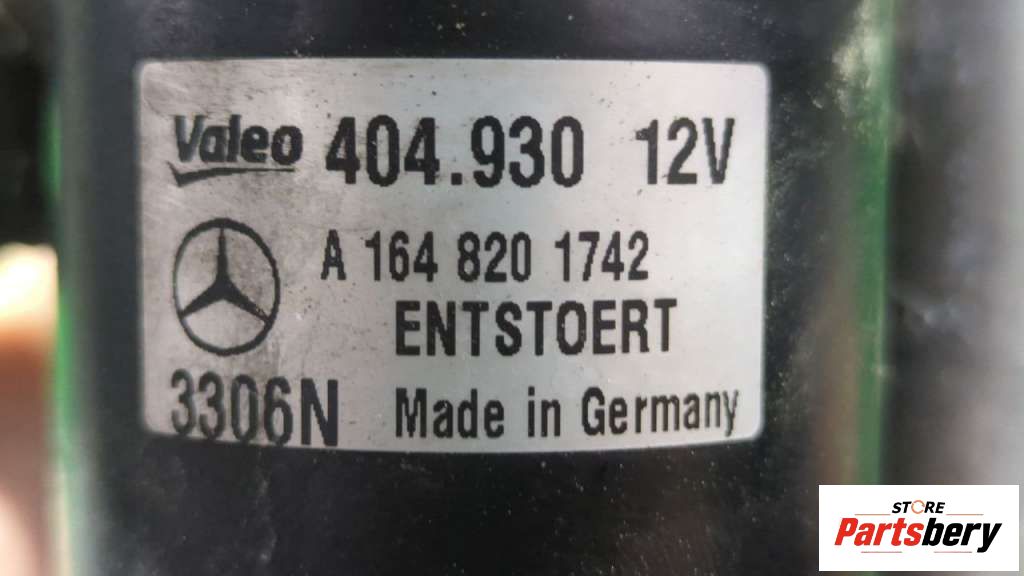 Valeo 404.930 12V
A 164 820 1742
ENTSTOERT
3306N Made in Germany
STORE
Partsbery